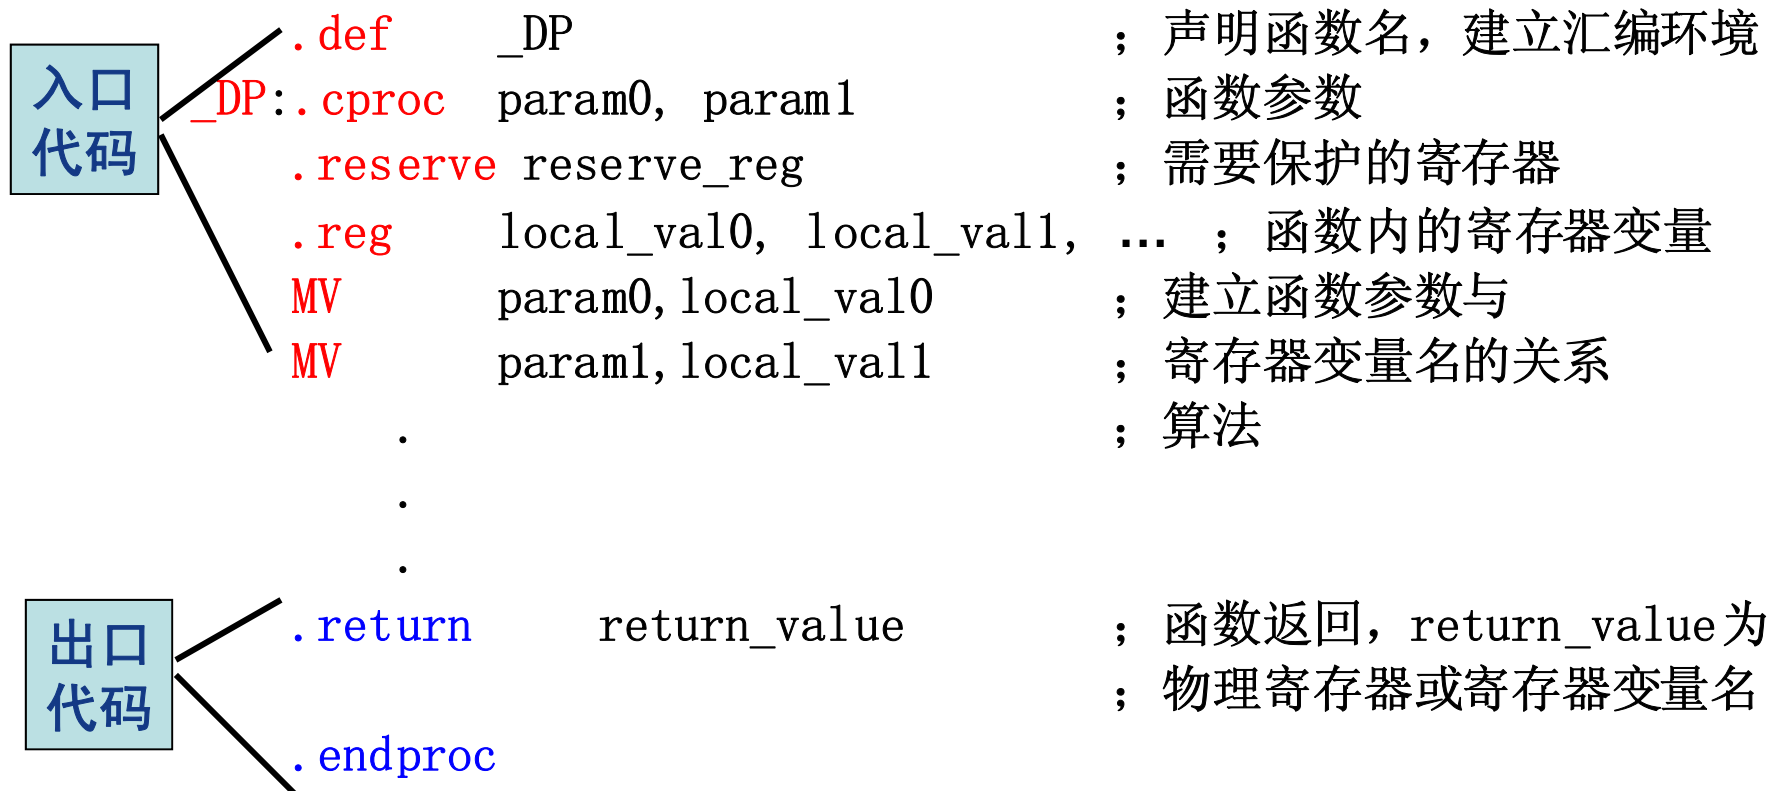 .def _DP ；声明函数名，建立汇编环境
入口
代码
_DP:.cproc param0, param1 ；函数参数
.reserve reserve_reg ；需要保护的寄存器
.reg local_val0, local_val1, … ；函数内的寄存器变量
MV param0,local_val0 ；建立函数参数与
MV param1,local_val1 ；寄存器变量名的关系
. ；算法
.
.
出口
代码
.return return_value ；函数返回，return_value为
；物理寄存器或寄存器变量名
.endproc